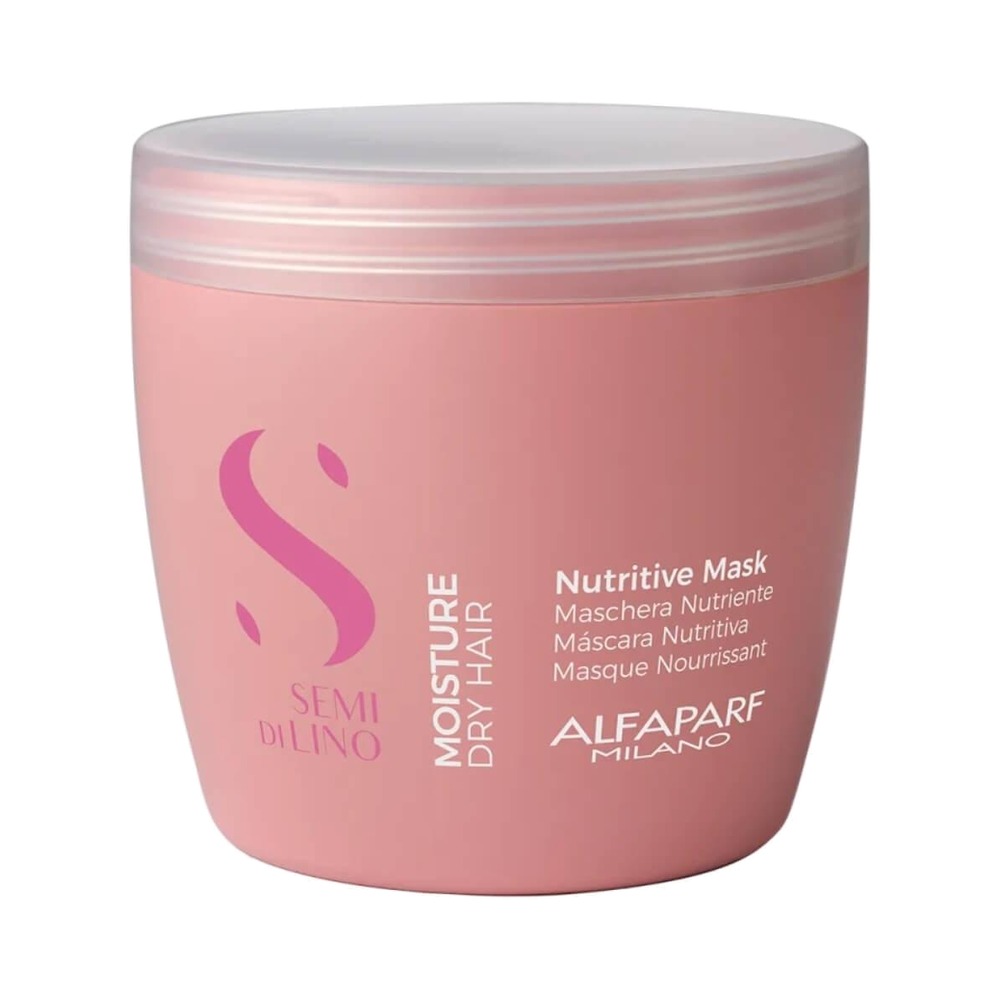 SEMI
DI LINO
MOISTURE
DRY HAIR
Nutritive Mask
Maschera Nutriente
Máscara Nutritiva
Masque Nourrissant
ALFAPARF
MILANO